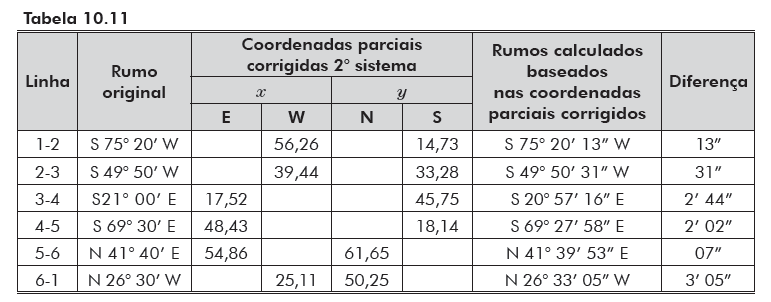 Tabela 10.11
Linha | Rumo original | Coordenadas parciais corrigidas 2° sistema | Rumos calculados baseados nas coordenadas parciais corrigidos | Diferença
x | y
E | W | N | S
1-2 | S 75° 20′ W | | 56,26 | | 14,73 | S 75° 20′ 13″ W | 13″
2-3 | S 49° 50′ W | | 39,44 | | 33,28 | S 49° 50′ 31″ W | 31″
3-4 | S21° 00′ E | 17,52 | | | 45,75 | S 20° 57′ 16″ E | 2′ 44″
4-5 | S 69° 30′ E | 48,43 | | | 18,14 | S 69° 27′ 58″ E | 2′ 02″
5-6 | N 41° 40′ E | 54,86 | | 61,65 | | N 41° 39′ 53″ E | 07″
6-1 | N 26° 30′ W | | 25,11 | 50,25 | | N 26° 33′ 05″ W | 3′ 05″